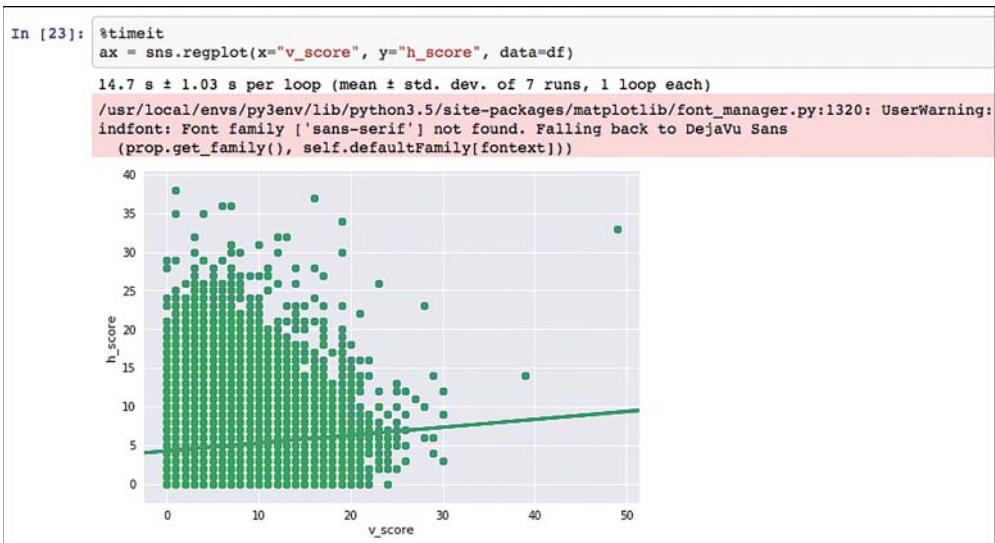 In [23]: %timeit
ax = sns.regplot(x="v_score", y="h_score", data=df)
14.7 s ± 1.03 s per loop (mean ± std. dev. of 7 runs, 1 loop each)
/usr/local/envs/py3env/lib/python3.5/site-packages/matplotlib/font_manager.py:1320: UserWarning:
indfont: Font family ['sans-serif'] not found. Falling back to DejaVu Sans
(prop.get_family(), self.defaultFamily[fontext]))
40
35
30
25
20
15
10
5
0
h_score
0 10 20 30 40 50
v_score